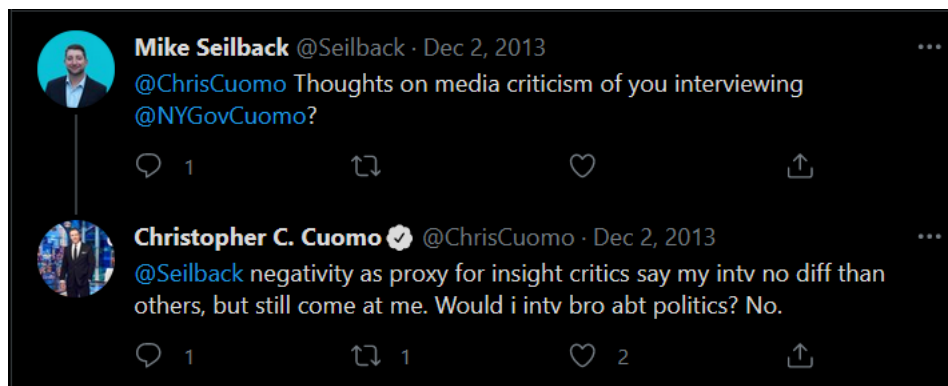 Mike Seilback @Seilback · Dec 2, 2013
@ChrisCuomo Thoughts on media criticism of you interviewing
@NYGovCuomo?
1
Christopher C. Cuomo @ChrisCuomo · Dec 2, 2013
@Seilback negativity as proxy for insight critics say my intv no diff than
others, but still come at me. Would i intv bro abt politics? No.
1 1 2